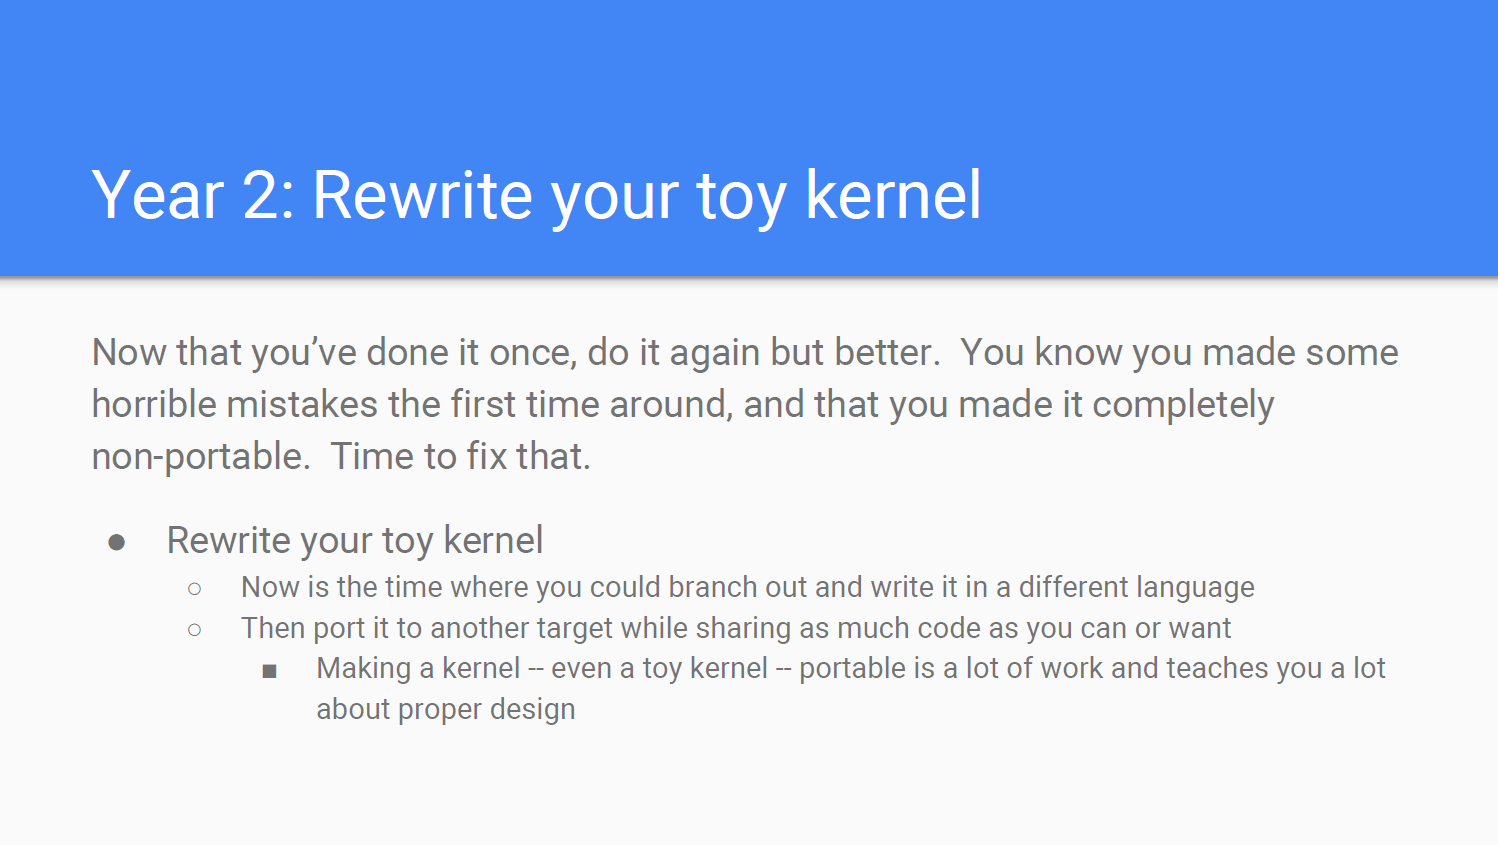 Year 2: Rewrite your toy kernel
Now that you’ve done it once, do it again but better.  You know you made some
horrible mistakes the first time around, and that you made it completely
non-portable.  Time to fix that.
● Rewrite your toy kernel
○ Now is the time where you could branch out and write it in a different language
○ Then port it to another target while sharing as much code as you can or want
■ Making a kernel -- even a toy kernel -- portable is a lot of work and teaches you a lot
about proper design